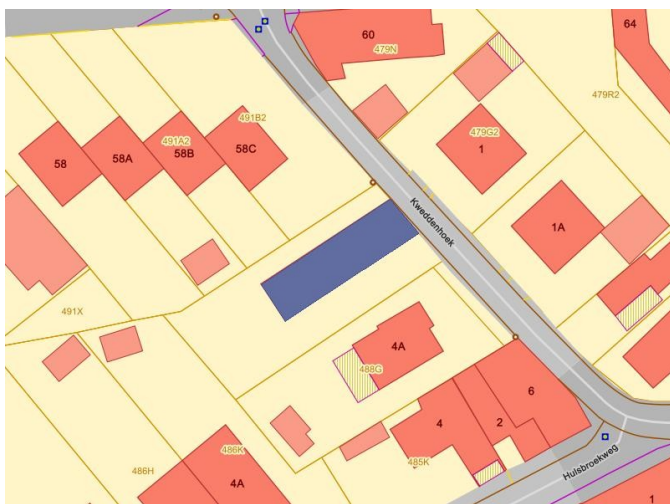 60
64
479N
479R2
491B2
491A2
58
58A
58B
58C
479G2
1
Kweddenhoek
1A
491X
4A
488G
6
4
2
485K
486K
486H
4A
Hulsbroekweg
1